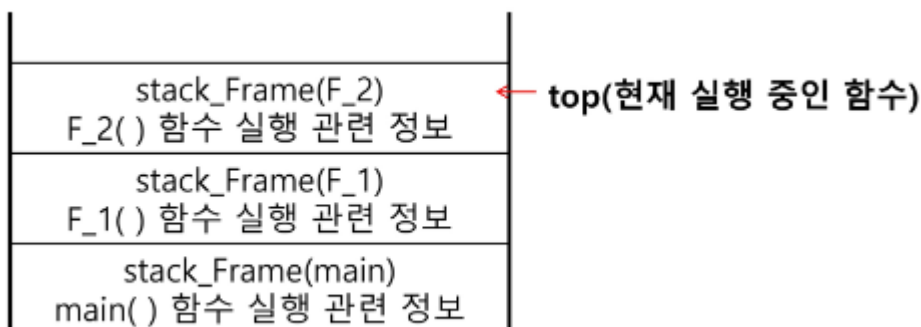 stack_Frame(F_2)
F_2( ) 함수 실행 관련 정보
top(현재 실행 중인 함수)
stack_Frame(F_1)
F_1( ) 함수 실행 관련 정보
stack_Frame(main)
main( ) 함수 실행 관련 정보